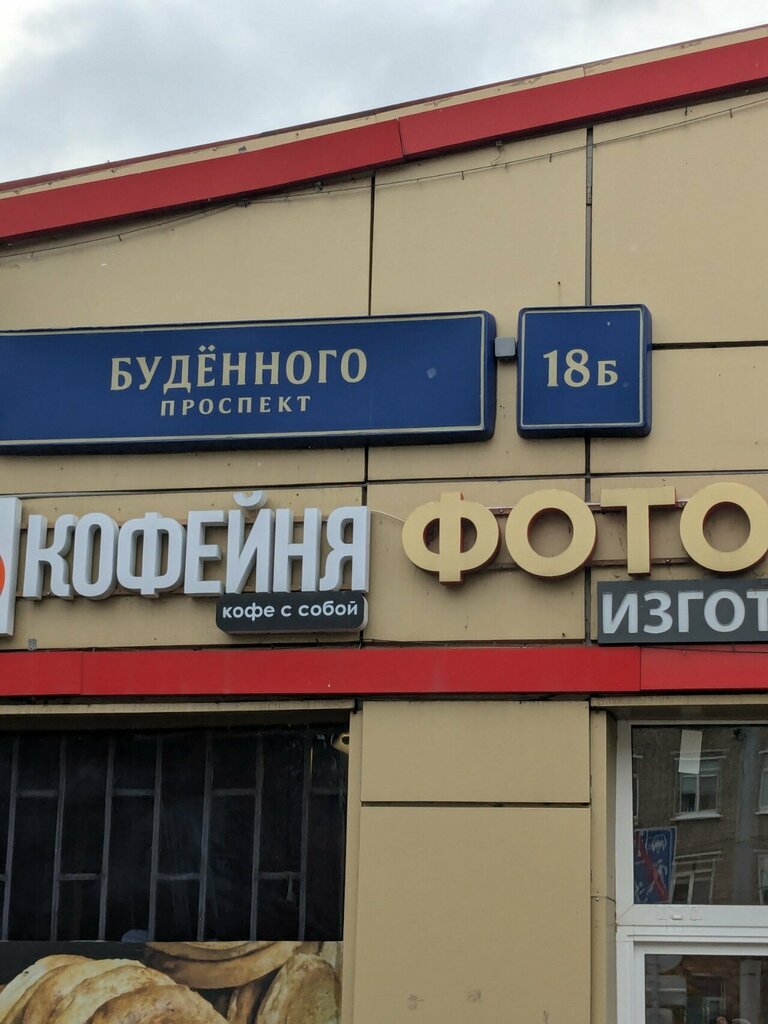 БУДЁННОГО
ПРОСПЕКТ
18Б
КОФЕЙНЯ
кофе с собой
ФОТО
ИЗГОТ